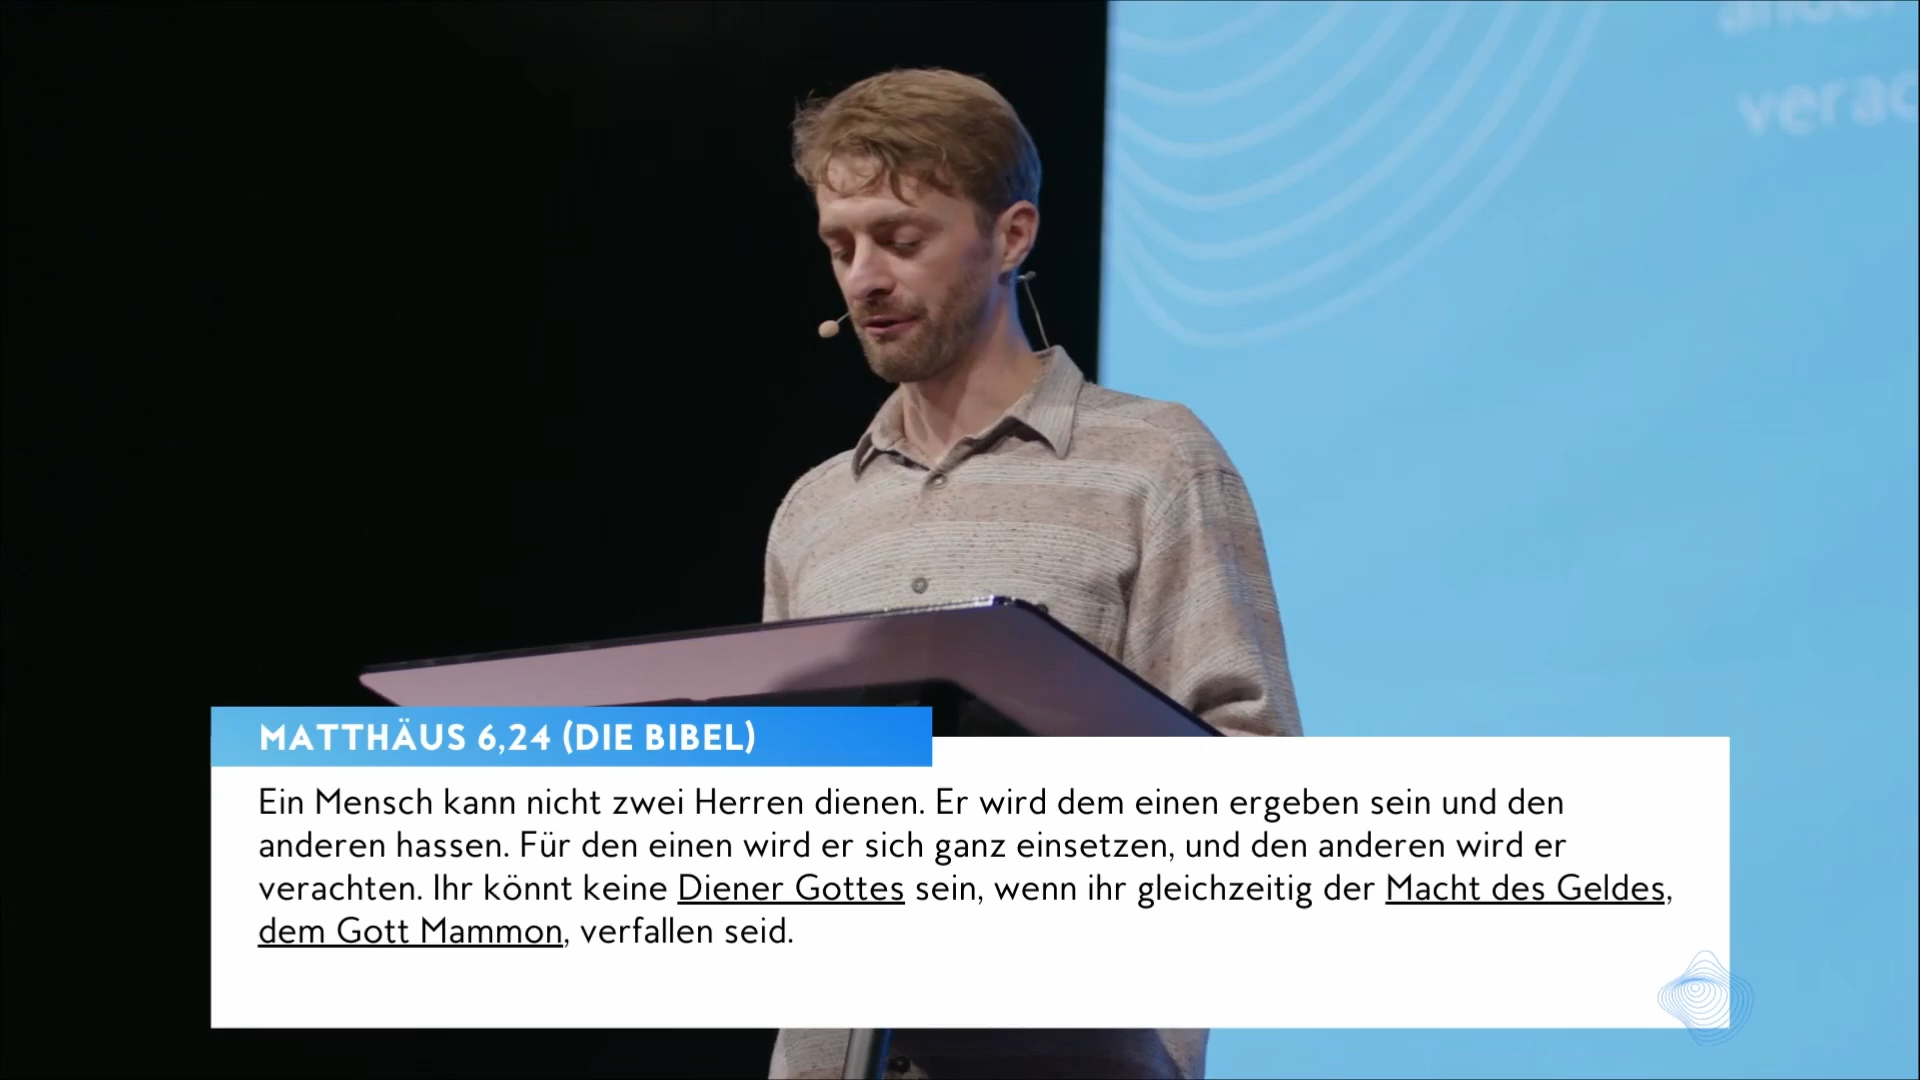 verac
MATTHÄUS 6,24 (DIE BIBEL)
Ein Mensch kann nicht zwei Herren dienen. Er wird dem einen ergeben sein und den
anderen hassen. Für den einen wird er sich ganz einsetzen, und den anderen wird er
verachten. Ihr könnt keine Diener Gottes sein, wenn ihr gleichzeitig der Macht des Geldes,
dem Gott Mammon, verfallen seid.